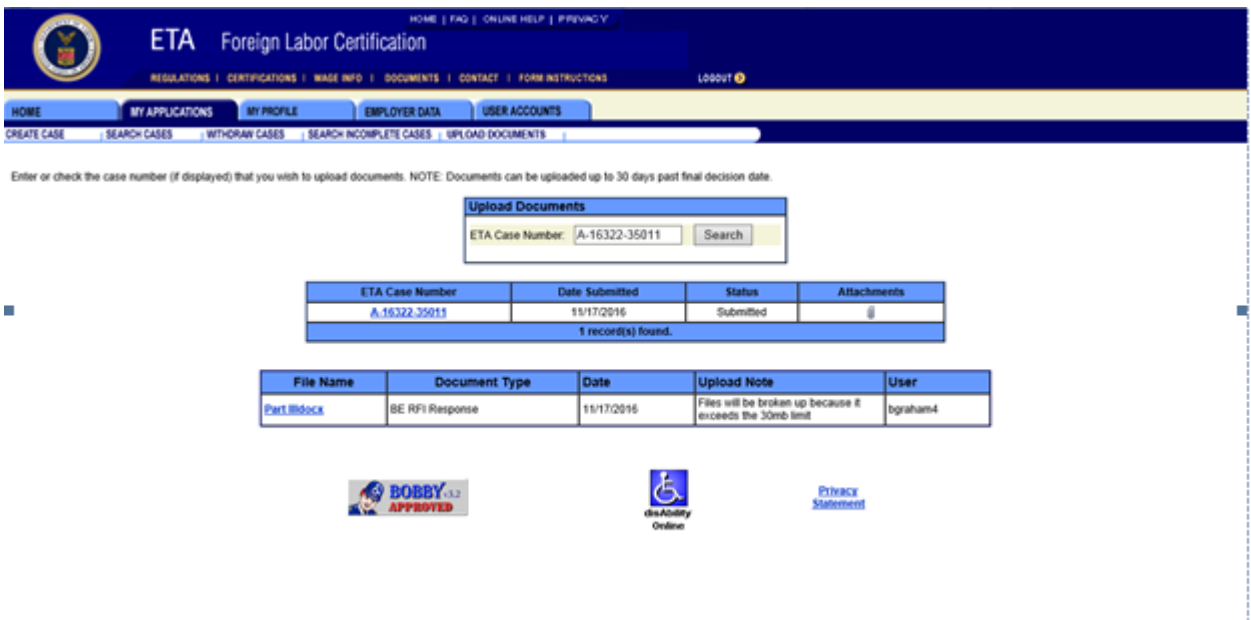 HOME | FAQ | ONLINE HELP | PRIVACY
ETA Foreign Labor Certification
REGULATIONS | CERTIFICATIONS | WAGE INFO | DOCUMENTS | CONTACT | FORM INSTRUCTIONS LOGOUT
HOME MY APPLICATIONS MY PROFILE EMPLOYER DATA USER ACCOUNTS
CREATE CASE | SEARCH CASES | WITHDRAW CASES | SEARCH INCOMPLETE CASES | UPLOAD DOCUMENTS |
Enter or check the case number (if displayed) that you wish to upload documents. NOTE: Documents can be uploaded up to 30 days past final decision date.
Upload Documents
ETA Case Number: A-16322-35011 Search
ETA Case Number Date Submitted Status Attachments
A-16322-35011 11/17/2016 Submitted
1 record(s) found.
File Name Document Type Date Upload Note User
Part III.docx BE RFI Response 11/17/2016 Files will be broken up because it
exceeds the 30mb limit bgraham4
BOBBY v3.2
APPROVED
disAbility
Online
Privacy
Statement